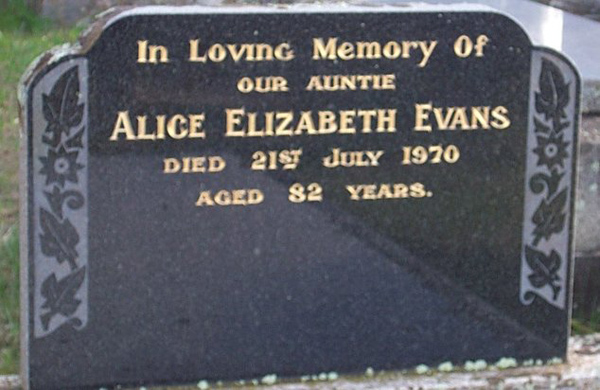 In Loving Memory Of
OUR AUNTIE
ALICE ELIZABETH EVANS
DIED 21ST JULY 1970
AGED 82 YEARS.